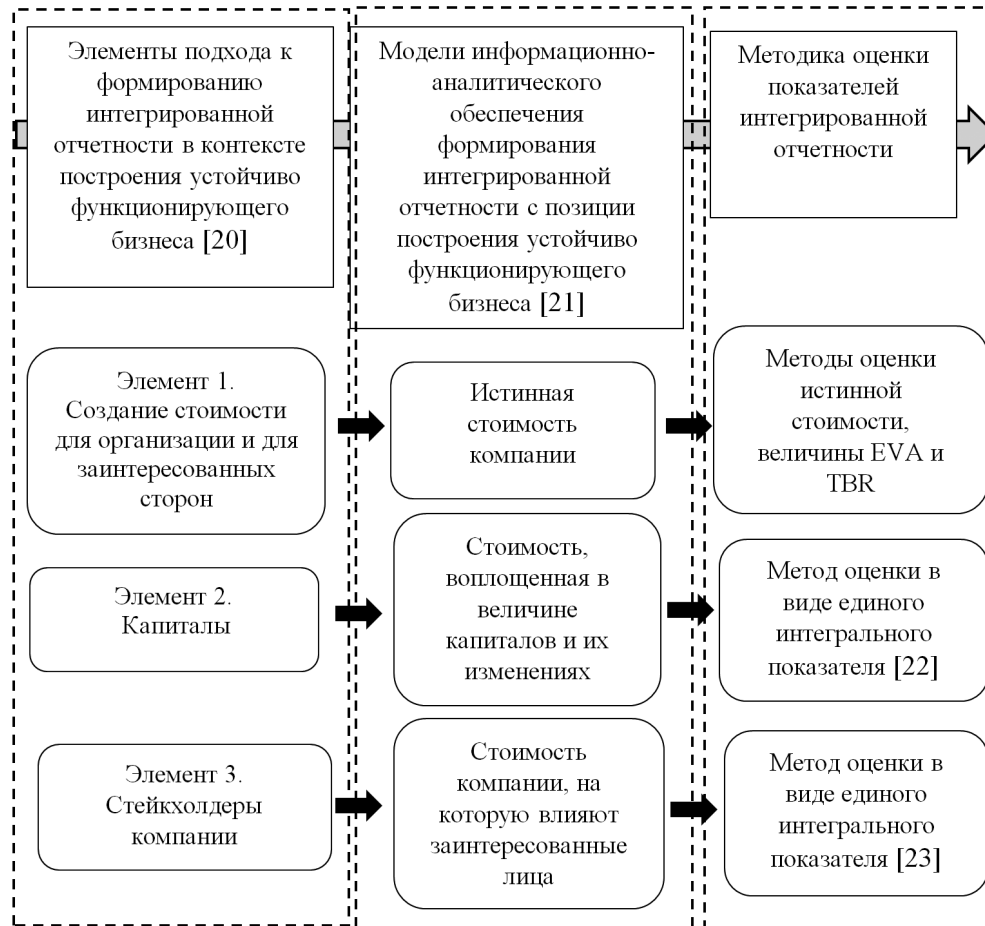 Элементы подхода к
формированию
интегрированной
отчетности в контексте
построения устойчиво
функционирующего
бизнеса [20]
Модели информационно-
аналитического
обеспечения
формирования
интегрированной
отчетности с позиции
построения устойчиво
функционирующего
бизнеса [21]
Методика оценки
показателей
интегрированной
отчетности
Элемент 1.
Создание стоимости
для организации и для
заинтересованных
сторон
Истинная
стоимость
компании
Методы оценки
истинной
стоимости,
величины EVA и
TBR
Элемент 2.
Капиталы
Стоимость,
воплощенная в
величине
капиталов и их
изменениях
Метод оценки в
виде единого
интегрального
показателя [22]
Элемент 3.
Стейкхолдеры
компании
Стоимость
компании, на
которую влияют
заинтересованные
лица
Метод оценки в
виде единого
интегрального
показателя [23]